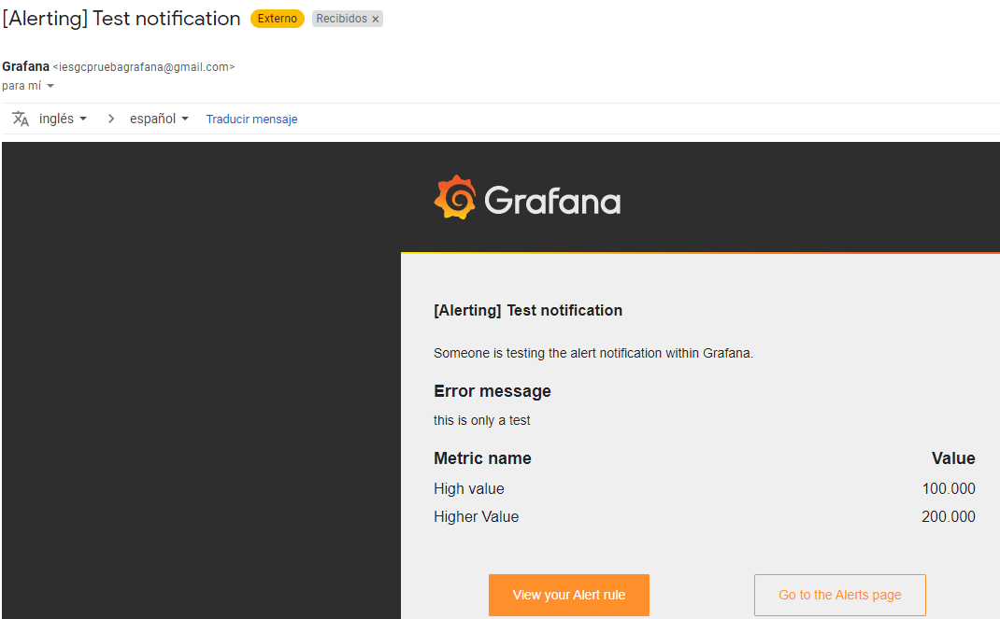 [Alerting] Test notification Externo Recibidos ×
Grafana <iesgcpruebagrafana@gmail.com>
para mí
inglés español Traducir mensaje
Grafana
[Alerting] Test notification
Someone is testing the alert notification within Grafana.
Error message
this is only a test
Metric name Value
High value 100.000
Higher Value 200.000
View your Alert rule Go to the Alerts page